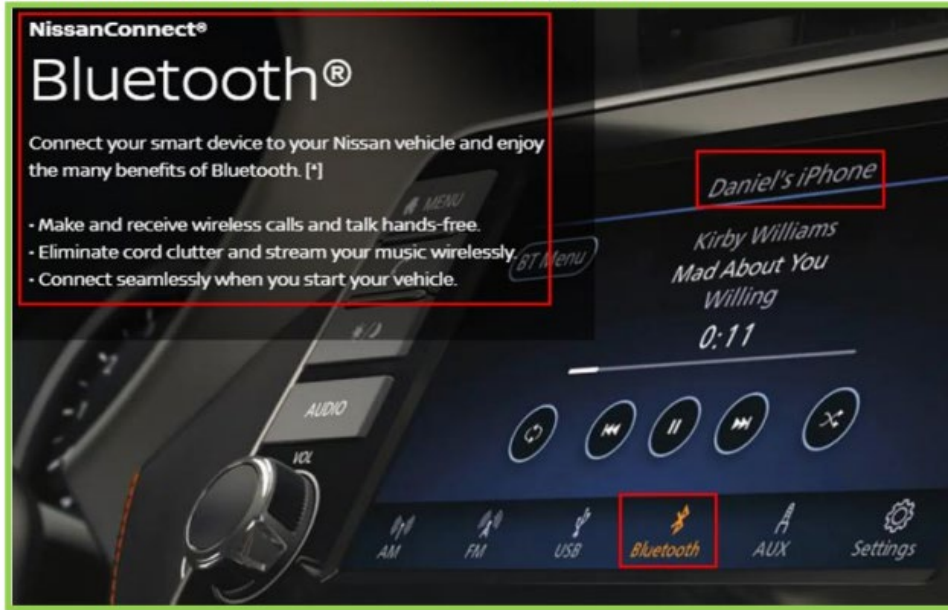 NissanConnect®
Bluetooth®
Connect your smart device to your Nissan vehicle and enjoy
the many benefits of Bluetooth. [*]
• Make and receive wireless calls and talk hands-free.
• Eliminate cord clutter and stream your music wirelessly.
• Connect seamlessly when you start your vehicle.
MENU
Daniel's iPhone
BT Menu
Kirby Williams
Mad About You
Willing
0:11
AUDIO
VOL
AM
FM
USB
Bluetooth
AUX
Settings